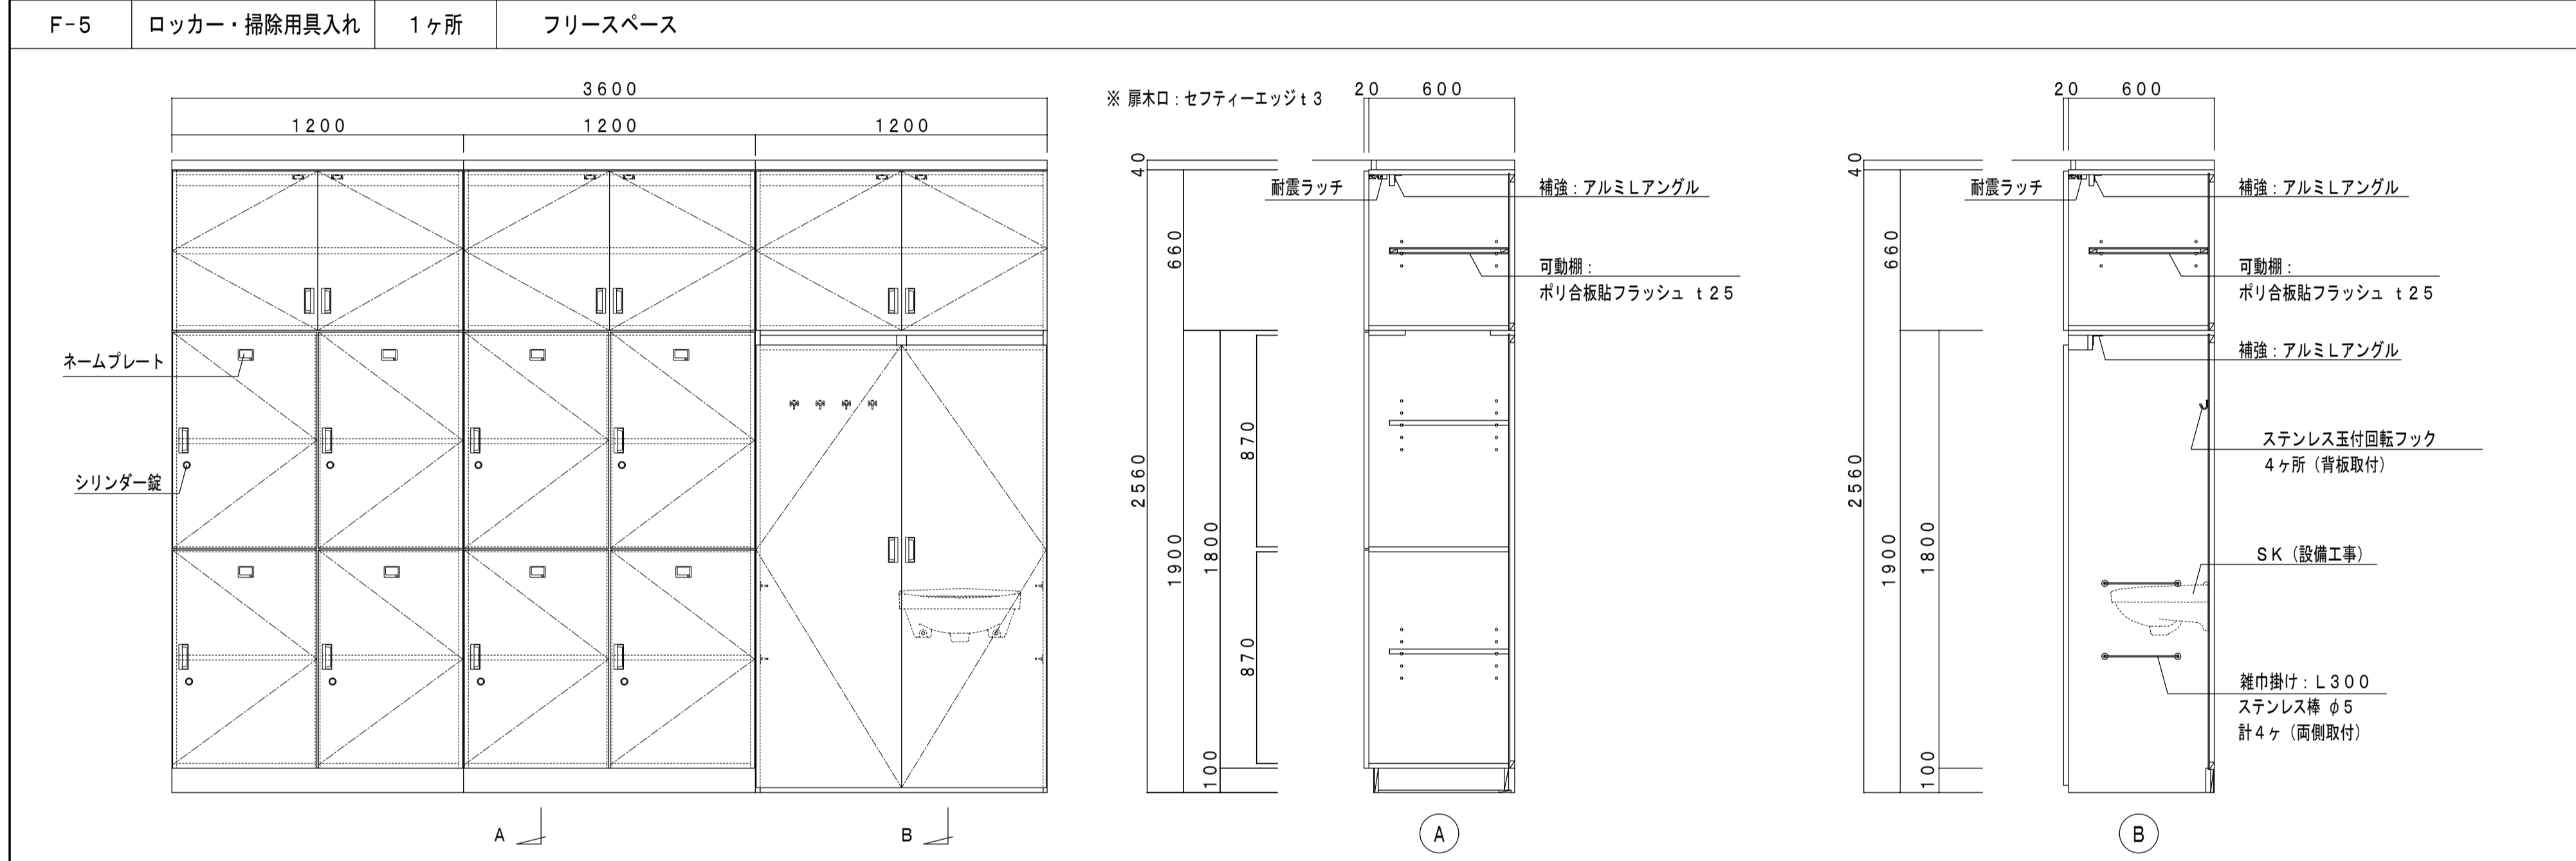 F-5 ロッカー・掃除用具入れ 1ヶ所 フリースペース
3600
1200 1200 1200
ネームプレート
シリンダー錠
A
B
※ 扉木口:セフティーエッジt3
20 600
40
660
2560
1900
1800
870
870
100
耐震ラッチ
補強:アルミLアングル
可動棚:
ポリ合板貼フラッシュ t25
A
20 600
40
660
2560
1900
1800
100
耐震ラッチ
補強:アルミLアングル
可動棚:
ポリ合板貼フラッシュ t25
補強:アルミLアングル
ステンレス玉付回転フック
4ヶ所(背板取付)
SK(設備工事)
雑巾掛け:L300
ステンレス棒 φ5
計4ヶ(両側取付)
B